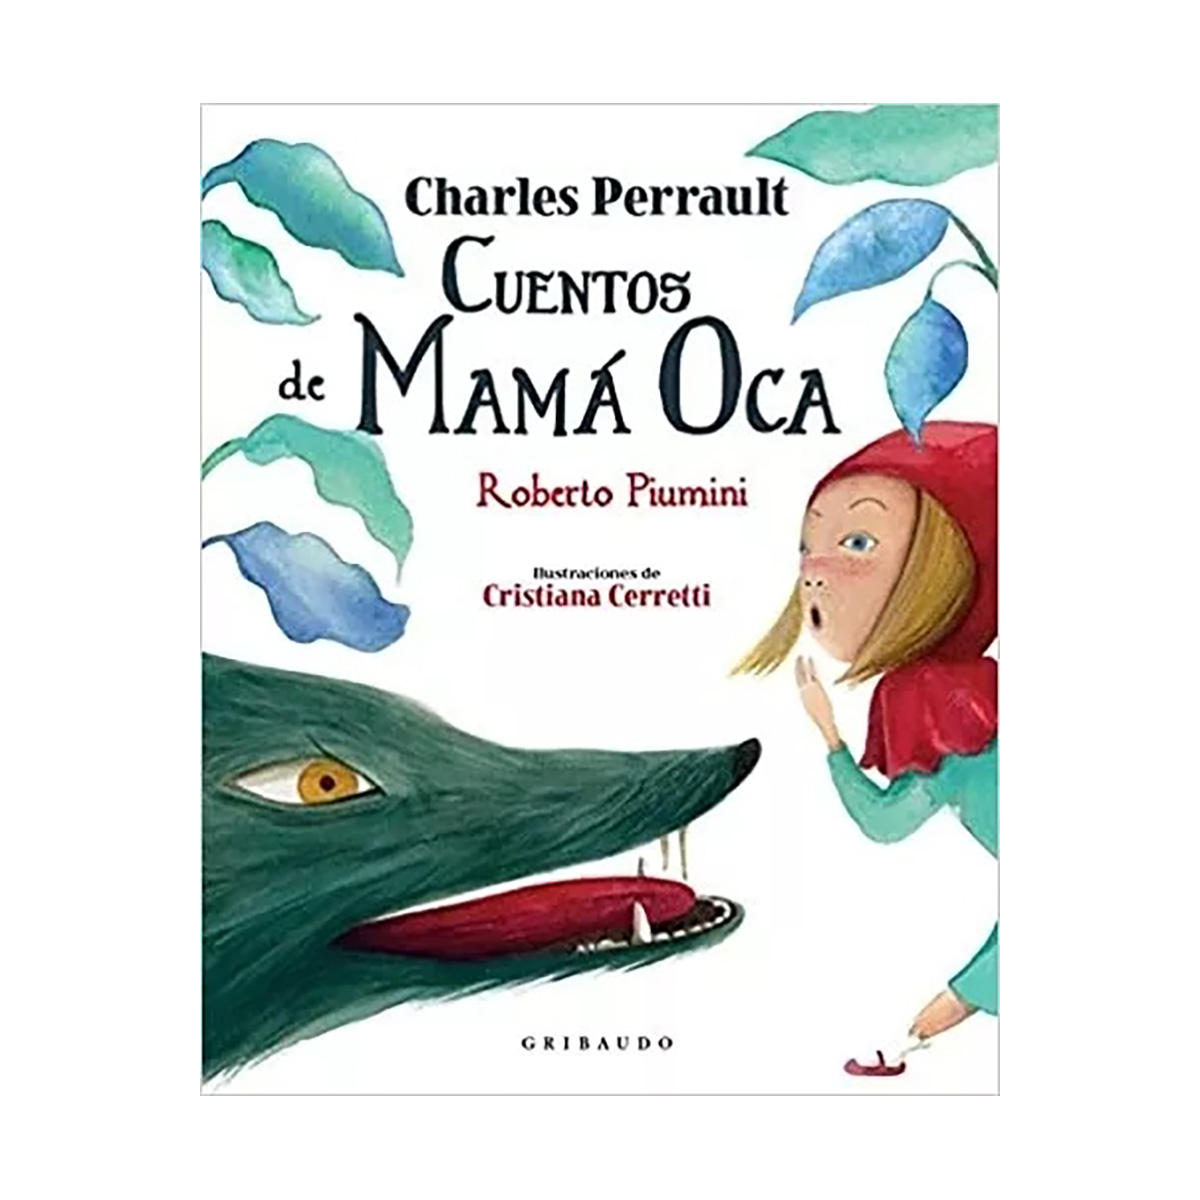 Charles Perrault
CUENTOS
de MAMÁ OCA
Roberto Piumini
Ilustraciones de
Cristiana Cerretti
GRIBAUDO